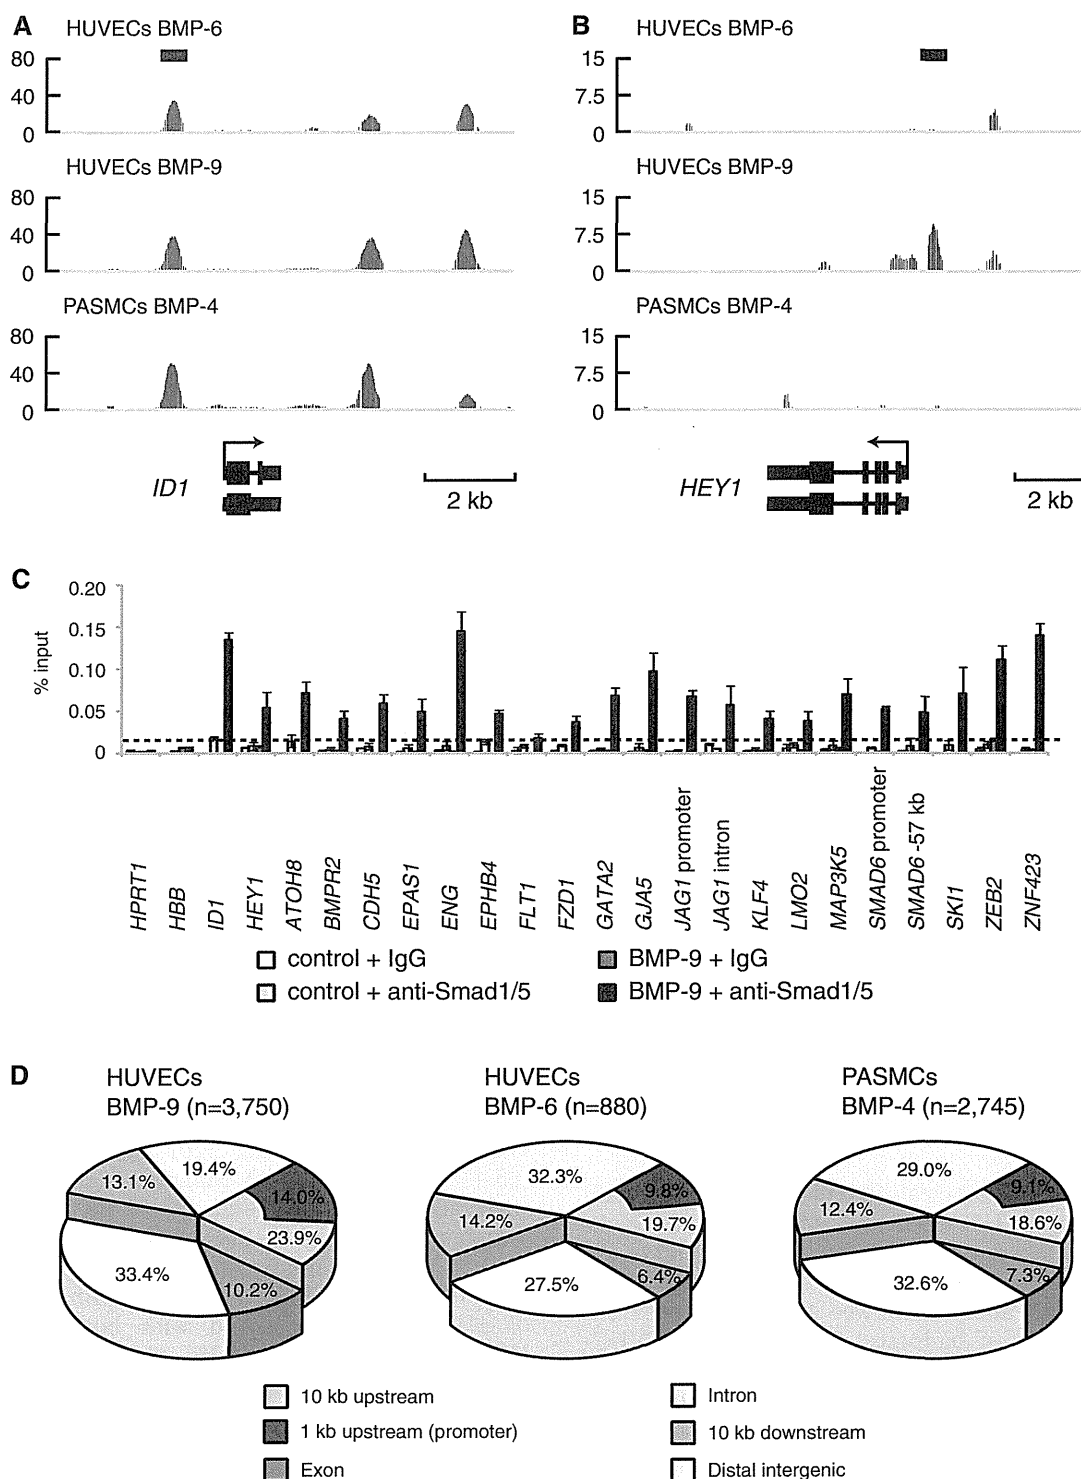 A
HUVECs BMP-6
80
40
0
HUVECs BMP-9
80
40
0
PASMCs BMP-4
80
40
0
ID1
2 kb
B
HUVECs BMP-6
15
7.5
0
HUVECs BMP-9
15
7.5
0
PASMCs BMP-4
15
7.5
0
HEY1
2 kb
C
% input
0.20
0.15
0.10
0.05
0
HPRT1
HBB
ID1
HEY1
ATOH8
BMPR2
CDH5
EPAS1
ENG
EPHB4
FLT1
FZD1
GATA2
GJA5
JAG1 promoter
JAG1 intron
KLF4
LMO2
MAP3K5
SMAD6 promoter
SMAD6 -57 kb
SKI1
ZEB2
ZNF423
control + IgG
control + anti-Smad1/5
BMP-9 + IgG
BMP-9 + anti-Smad1/5
D
HUVECs
BMP-9 (n=3,750)
19.4%
13.1%
14.0%
23.9%
33.4%
10.2%
HUVECs
BMP-6 (n=880)
32.3%
9.8%
14.2%
19.7%
27.5%
6.4%
PASMCs
BMP-4 (n=2,745)
29.0%
9.1%
12.4%
18.6%
32.6%
7.3%
10 kb upstream
1 kb upstream (promoter)
Exon
Intron
10 kb downstream
Distal intergenic